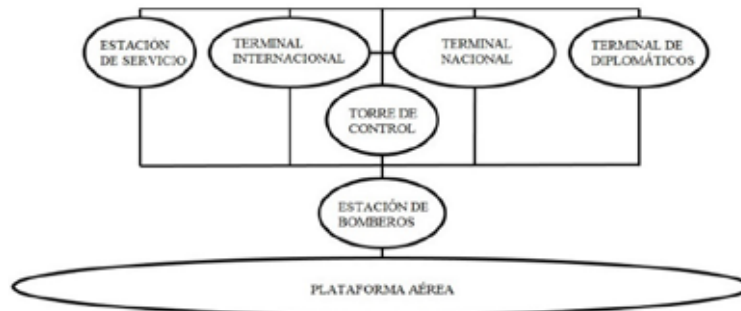 ESTACIÓN
DE SERVICIO
TERMINAL
INTERNACIONAL
TERMINAL
NACIONAL
TERMINAL DE
DIPLOMÁTICOS
TORRE DE
CONTROL
ESTACIÓN DE
BOMBEROS
PLATAFORMA AÉREA